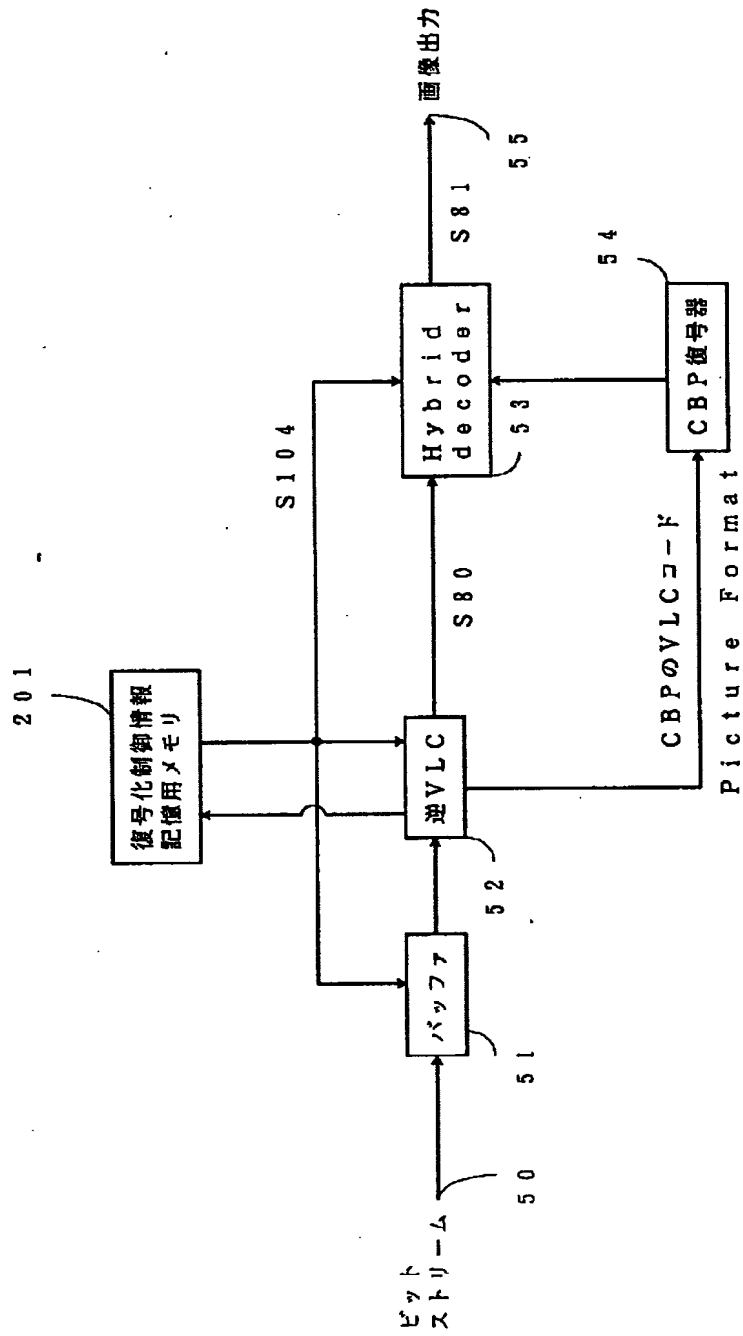 201
復号化制御情報
記憶用メモリ
S104
ビット
ストリーム
50
バッファ
51
逆VLC
52
S80
Hybrid
decoder
53
S81
画像出力
55
CBPのVLCコード
Picture Format
CBP復号器
54